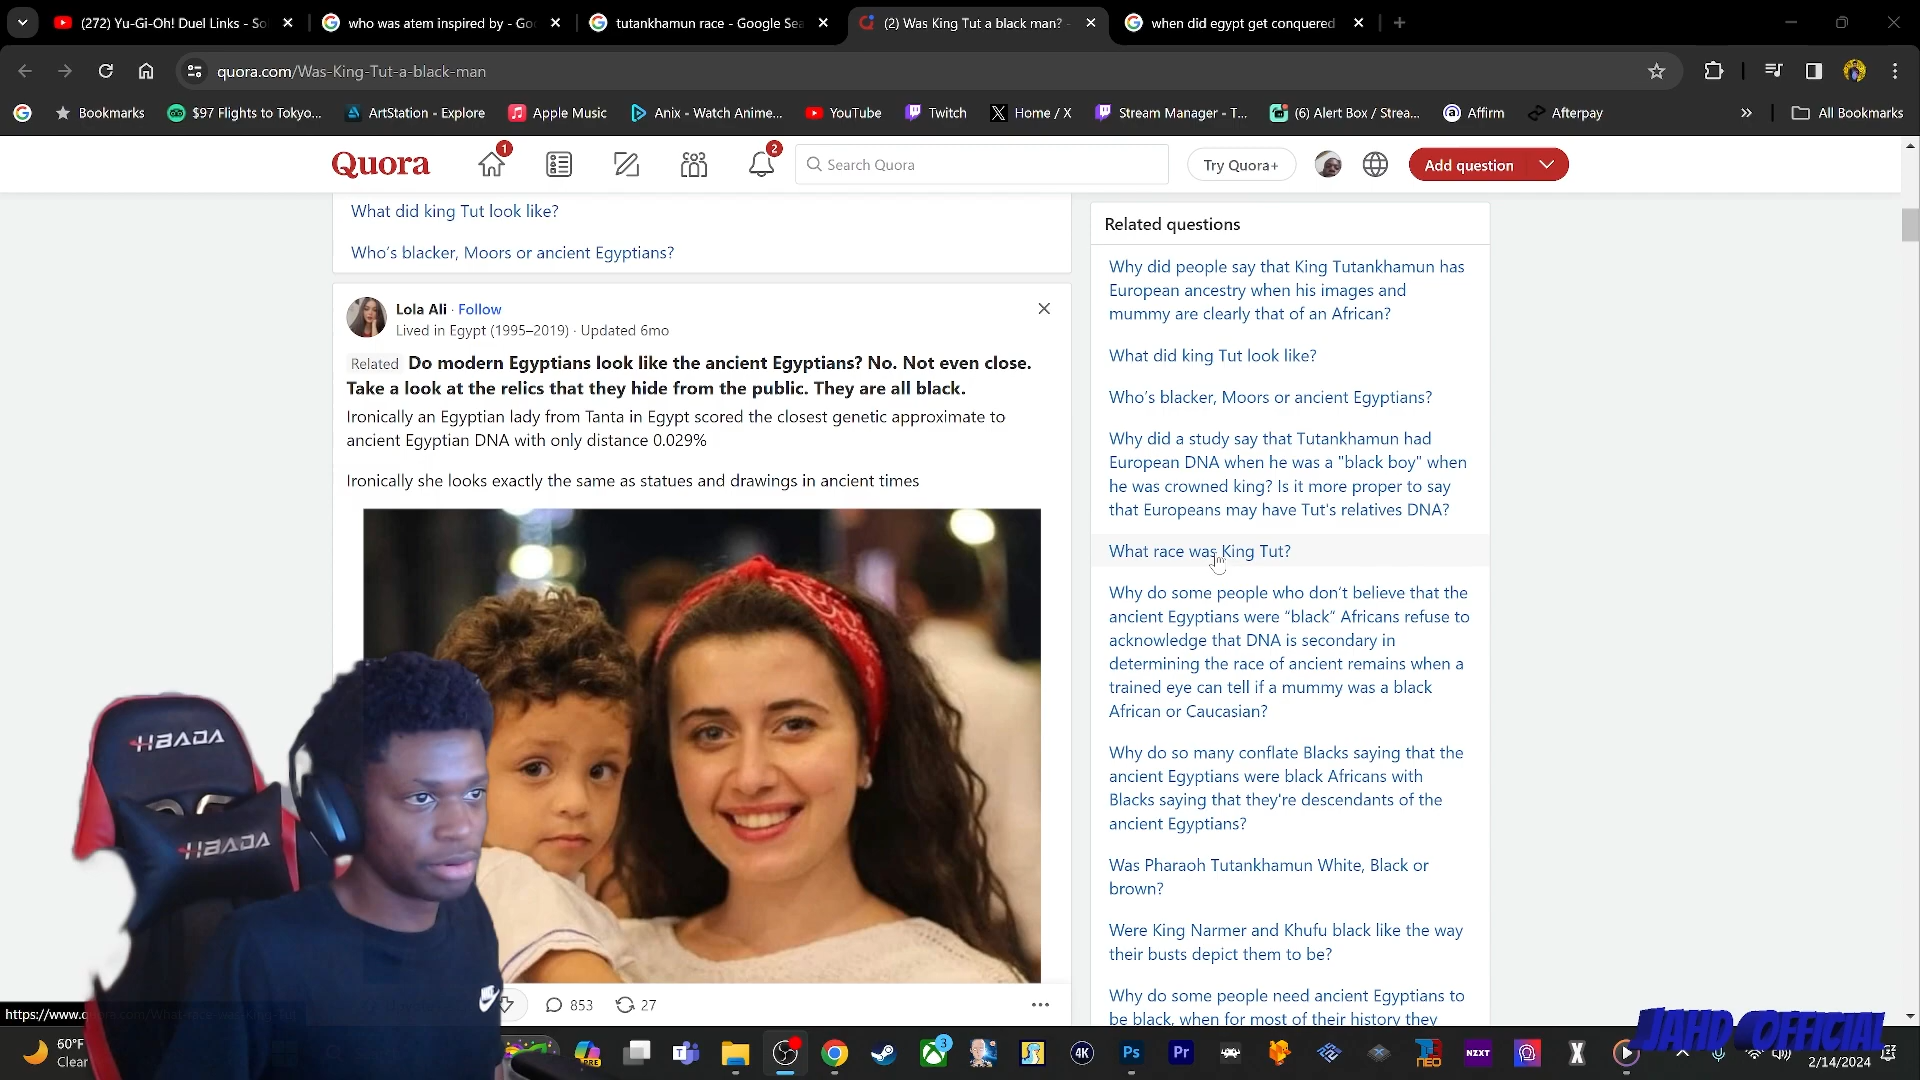 (272) Yu-Gi-Oh! Duel Links - So
who was atem inspired by - Go
tutankhamun race - Google Sea
(2) Was King Tut a black man? -
when did egypt get conquered
quora.com/Was-King-Tut-a-black-man
Bookmarks
$97 Flights to Tokyo...
ArtStation - Explore
Apple Music
Anix - Watch Anime...
YouTube
Twitch
Home / X
Stream Manager - T...
(6) Alert Box / Strea...
Affirm
Afterpay
All Bookmarks
Quora
1
2
Search Quora
Try Quora+
Add question
What did king Tut look like?
Who's blacker, Moors or ancient Egyptians?
Lola Ali · Follow
Lived in Egypt (1995–2019) · Updated 6mo
Related Do modern Egyptians look like the ancient Egyptians? No. Not even close.
Take a look at the relics that they hide from the public. They are all black.
Ironically an Egyptian lady from Tanta in Egypt scored the closest genetic approximate to
ancient Egyptian DNA with only distance 0.029%
Ironically she looks exactly the same as statues and drawings in ancient times
853
27
Related questions
Why did people say that King Tutankhamun has
European ancestry when his images and
mummy are clearly that of an African?
What did king Tut look like?
Who's blacker, Moors or ancient Egyptians?
Why did a study say that Tutankhamun had
European DNA when he was a "black boy" when
he was crowned king? Is it more proper to say
that Europeans may have Tut's relatives DNA?
What race was King Tut?
Why do some people who don't believe that the
ancient Egyptians were "black" Africans refuse to
acknowledge that DNA is secondary in
determining the race of ancient remains when a
trained eye can tell if a mummy was a black
African or Caucasian?
Why do so many conflate Blacks saying that the
ancient Egyptians were black Africans with
Blacks saying that they're descendants of the
ancient Egyptians?
Was Pharaoh Tutankhamun White, Black or
brown?
Were King Narmer and Khufu black like the way
their busts depict them to be?
Why do some people need ancient Egyptians to
be black, when for most of their history they
HBADA
HBADA
https://www.q
60°F
Clear
PRE
3
4K
Ps
Pr
NEO
NZXT
X
JAHD OFFICIAL
2/14/2024